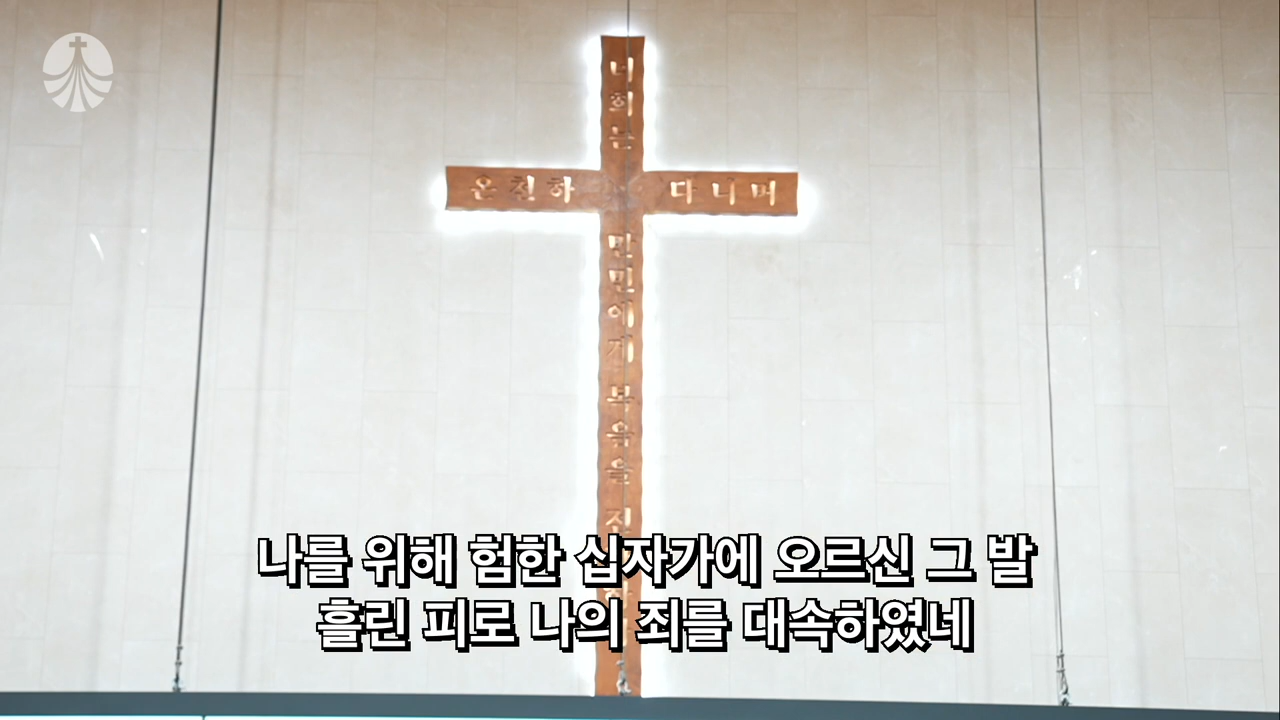 너희는
온천하 다니며
만민에게 복음을
나를 위해 험한 십자가에 오르신 그 발
흘린 피로 나의 죄를 대속하였네